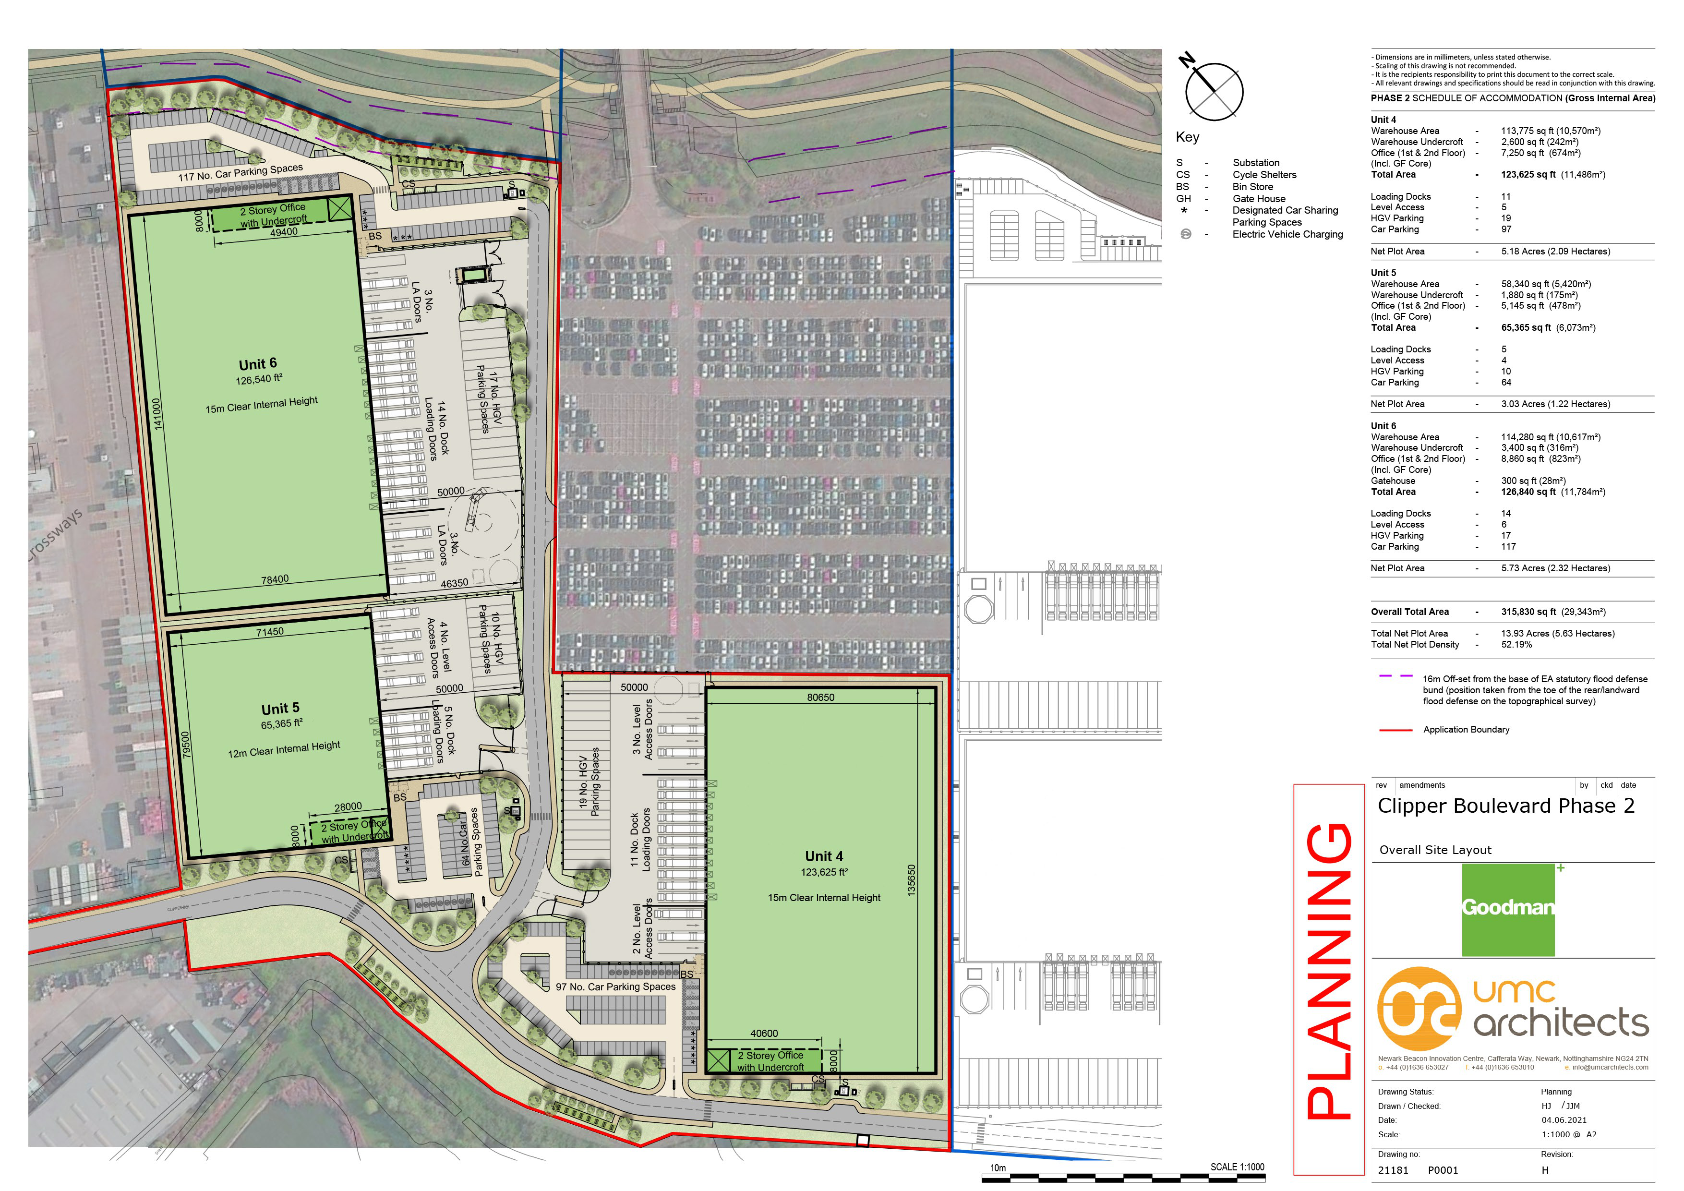 N
Key
S - Substation
CS - Cycle Shelters
BS - Bin Store
GH - Gate House
* - Designated Car Sharing
Parking Spaces
- Electric Vehicle Charging
- Dimensions are in millimeters, unless stated otherwise.
- Scaling of this drawing is not recommended.
- It is the recipients responsibility to print this document to the correct scale.
- All relevant drawings and specifications should be read in conjunction with this drawing.
PHASE 2 SCHEDULE OF ACCOMMODATION (Gross Internal Area)
Unit 4
Warehouse Area - 113,775 sq ft (10,570m²)
Warehouse Undercroft - 2,600 sq ft (242m²)
Office (1st & 2nd Floor) - 7,250 sq ft (674m²)
(Incl. GF Core)
Total Area - 123,625 sq ft (11,486m²)
Loading Docks - 11
Level Access - 5
HGV Parking - 19
Car Parking - 97
Net Plot Area - 5.18 Acres (2.09 Hectares)
Unit 5
Warehouse Area - 58,340 sq ft (5,420m²)
Warehouse Undercroft - 1,880 sq ft (175m²)
Office (1st & 2nd Floor) - 5,145 sq ft (478m²)
(Incl. GF Core)
Total Area - 65,365 sq ft (6,073m²)
Loading Docks - 5
Level Access - 4
HGV Parking - 10
Car Parking - 64
Net Plot Area - 3.03 Acres (1.22 Hectares)
Unit 6
Warehouse Area - 114,280 sq ft (10,617m²)
Warehouse Undercroft - 3,400 sq ft (316m²)
Office (1st & 2nd Floor) - 8,860 sq ft (823m²)
(Incl. GF Core)
Gatehouse - 300 sq ft (28m²)
Total Area - 126,840 sq ft (11,784m²)
Loading Docks - 14
Level Access - 6
HGV Parking - 17
Car Parking - 117
Net Plot Area - 5.73 Acres (2.32 Hectares)
Overall Total Area - 315,830 sq ft (29,343m²)
Total Net Plot Area - 13.93 Acres (5.63 Hectares)
Total Net Plot Density - 52.19%
16m Off-set from the base of EA statutory flood defense
bund (position taken from the toe of the rear/landward
flood defense on the topographical survey)
Application Boundary
rev amendments by ckd date
Clipper Boulevard Phase 2
Overall Site Layout
Goodman
umc
architects
Newark Beacon Innovation Centre, Cafferata Way, Newark, Nottinghamshire NG24 2TN
+44 (0)1636 653027 +44 (0)1636 653010 e. info@umcarchitects.com
Drawing Status: Planning
Drawn / Checked: HJ /JJM
Date: 04.06.2021
Scale: 1:1000 @ A2
Drawing no: Revision:
21181 P0001 H
PLANNING
10m SCALE 1:1000
117 No. Car Parking Spaces
CS
S
2 Storey Office
with Undercroft
8000
49400
BS
***
3 No.
LA Doors
Unit 6
126,540 ft²
15m Clear Internal Height
141000
78400
17 No. HGV
Parking Spaces
14 No. Dock
Loading Doors
50000
3 No.
LA Doors
46350
rossways
71450
4 No. Level
Access Doors
10 No. HGV
Parking Spaces
50000
Unit 5
65,365 ft²
12m Clear Internal Height
79500
5 No. Dock
Loading Doors
28000
8000
2 Storey Office
with Undercroft
BS
CS
64 No. Car
Parking Spaces
S
50000
80650
3 No. Level
Access Doors
19 No. HGV
Parking Spaces
11 No. Dock
Loading Doors
2 No. Level
Access Doors
Unit 4
123,625 ft²
15m Clear Internal Height
135650
BS
97 No. Car Parking Spaces
40600
2 Storey Office
with Undercroft
8000
CS
S